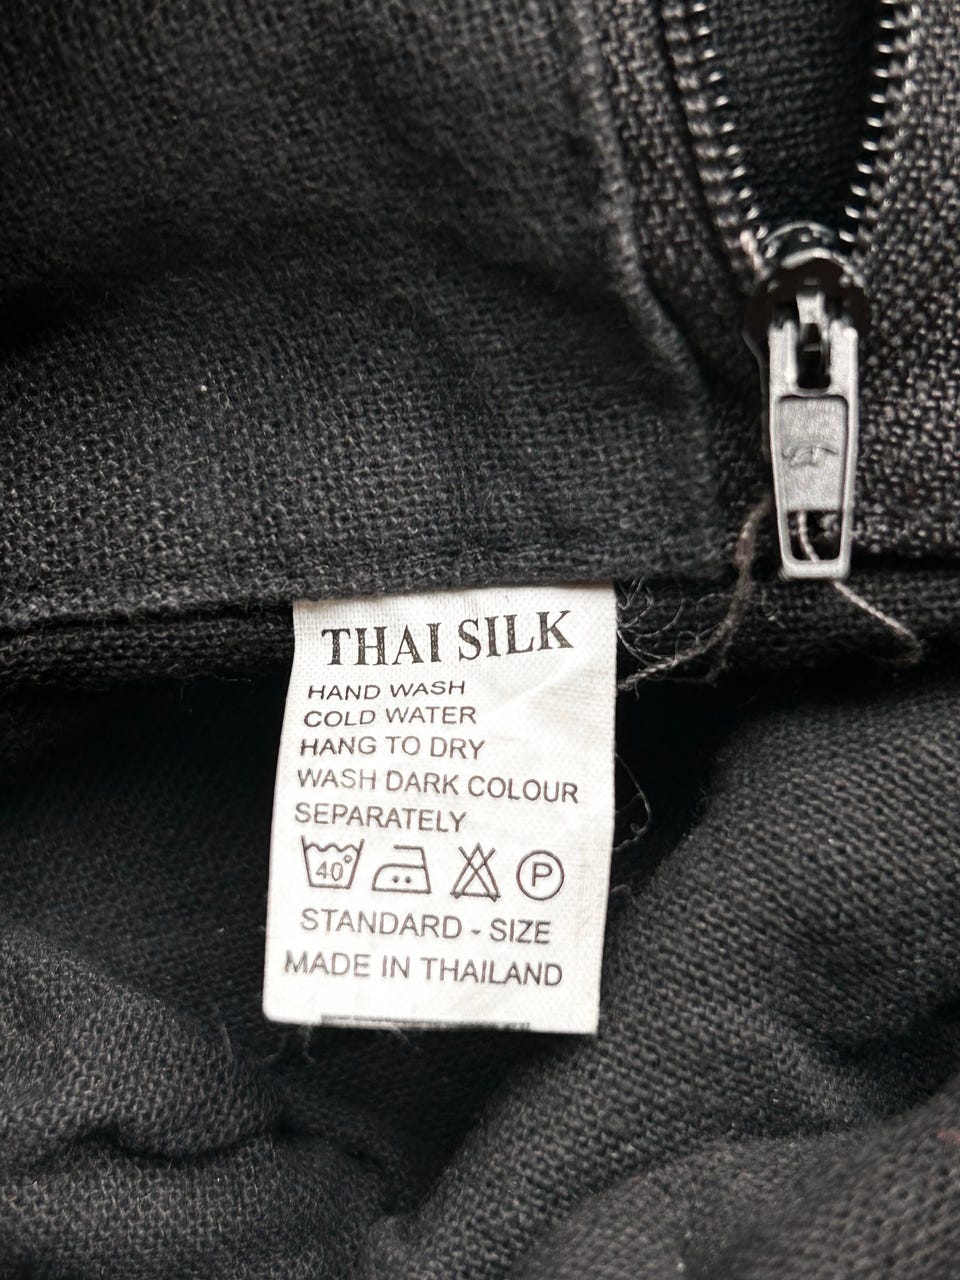 THAI SILK
HAND WASH
COLD WATER
HANG TO DRY
WASH DARK COLOUR
SEPARATELY
40° P
STANDARD - SIZE
MADE IN THAILAND